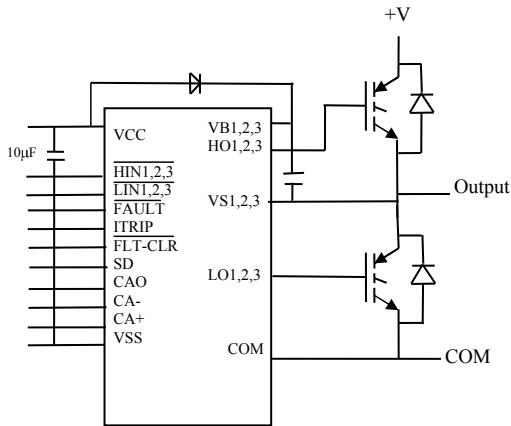 +V
VCC
VB1,2,3
HO1,2,3
10μF
HIN1,2,3
LIN1,2,3
Output
FAULT
VS1,2,3
ITRIP
FLT-CLR
SD
LO1,2,3
CAO
CA-
CA+
VSS
COM
COM